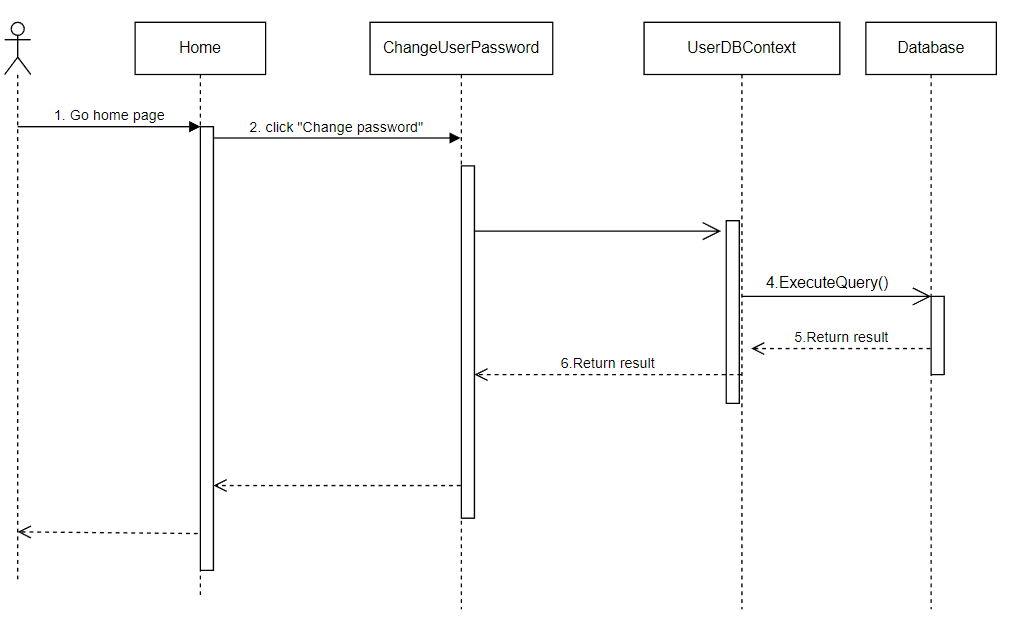 Home
ChangeUserPassword
UserDBContext
Database
1. Go home page
2. click "Change password"
4.ExecuteQuery()
5.Return result
6.Return result